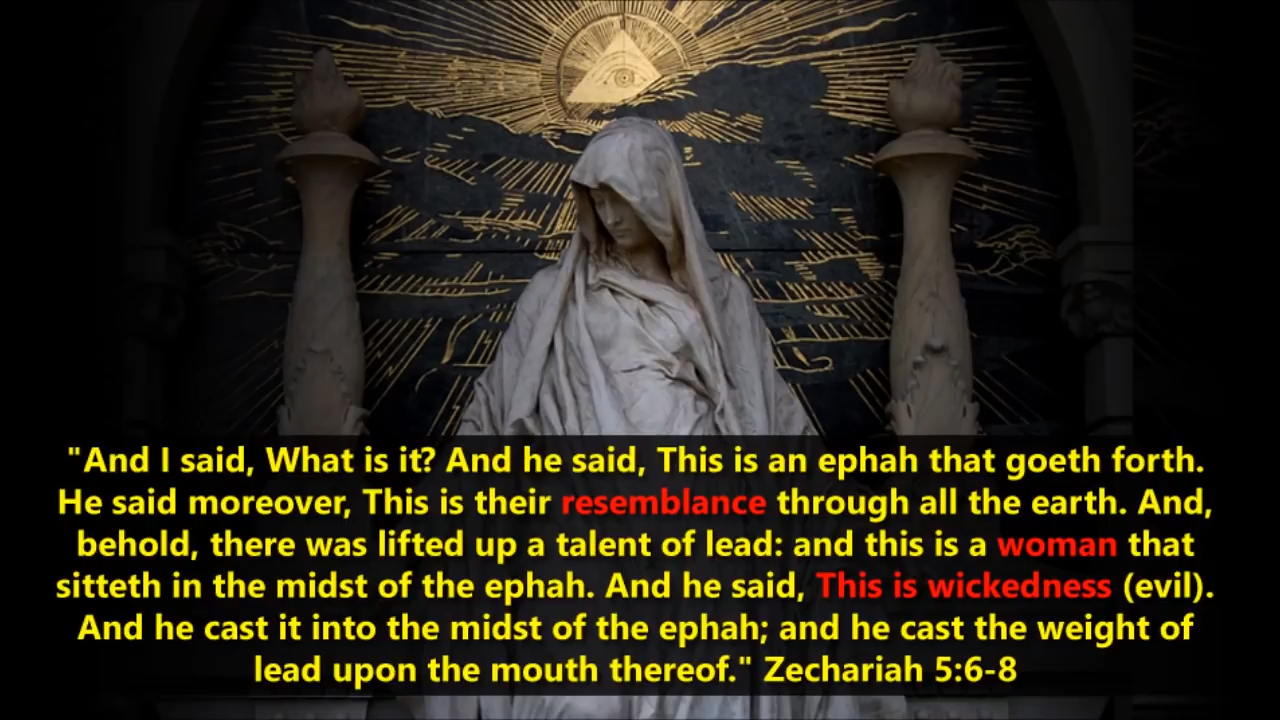 "And I said, What is it? And he said, This is an ephah that goeth forth.
He said moreover, This is their resemblance through all the earth. And,
behold, there was lifted up a talent of lead: and this is a woman that
sitteth in the midst of the ephah. And he said, This is wickedness (evil).
And he cast it into the midst of the ephah; and he cast the weight of
lead upon the mouth thereof." Zechariah 5:6-8